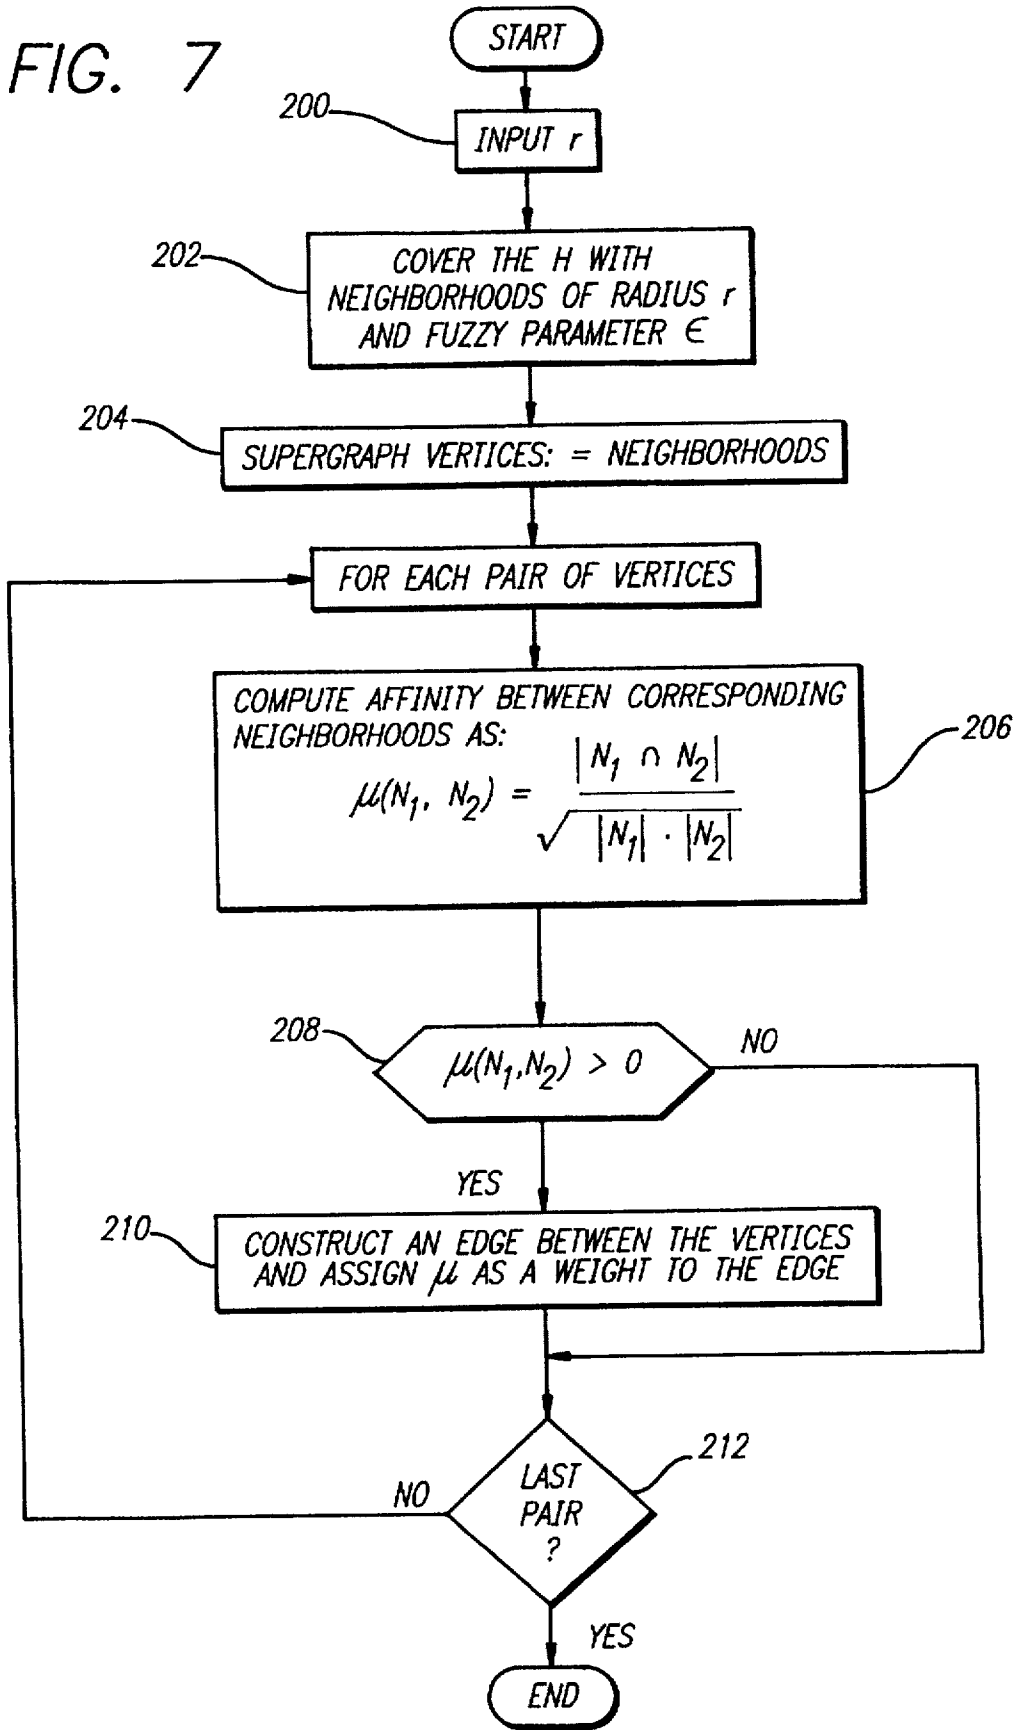 FIG. 7
START
200
INPUT r
202
COVER THE H WITH
NEIGHBORHOODS OF RADIUS r
AND FUZZY PARAMETER ∈
204
SUPERGRAPH VERTICES: = NEIGHBORHOODS
FOR EACH PAIR OF VERTICES
COMPUTE AFFINITY BETWEEN CORRESPONDING
NEIGHBORHOODS AS:
206
μ(N₁, N₂) = |N₁ ∩ N₂| / √|N₁| · |N₂|
208
μ(N₁,N₂) > 0
NO
YES
210
CONSTRUCT AN EDGE BETWEEN THE VERTICES
AND ASSIGN μ AS A WEIGHT TO THE EDGE
212
LAST
PAIR
?
NO
YES
END